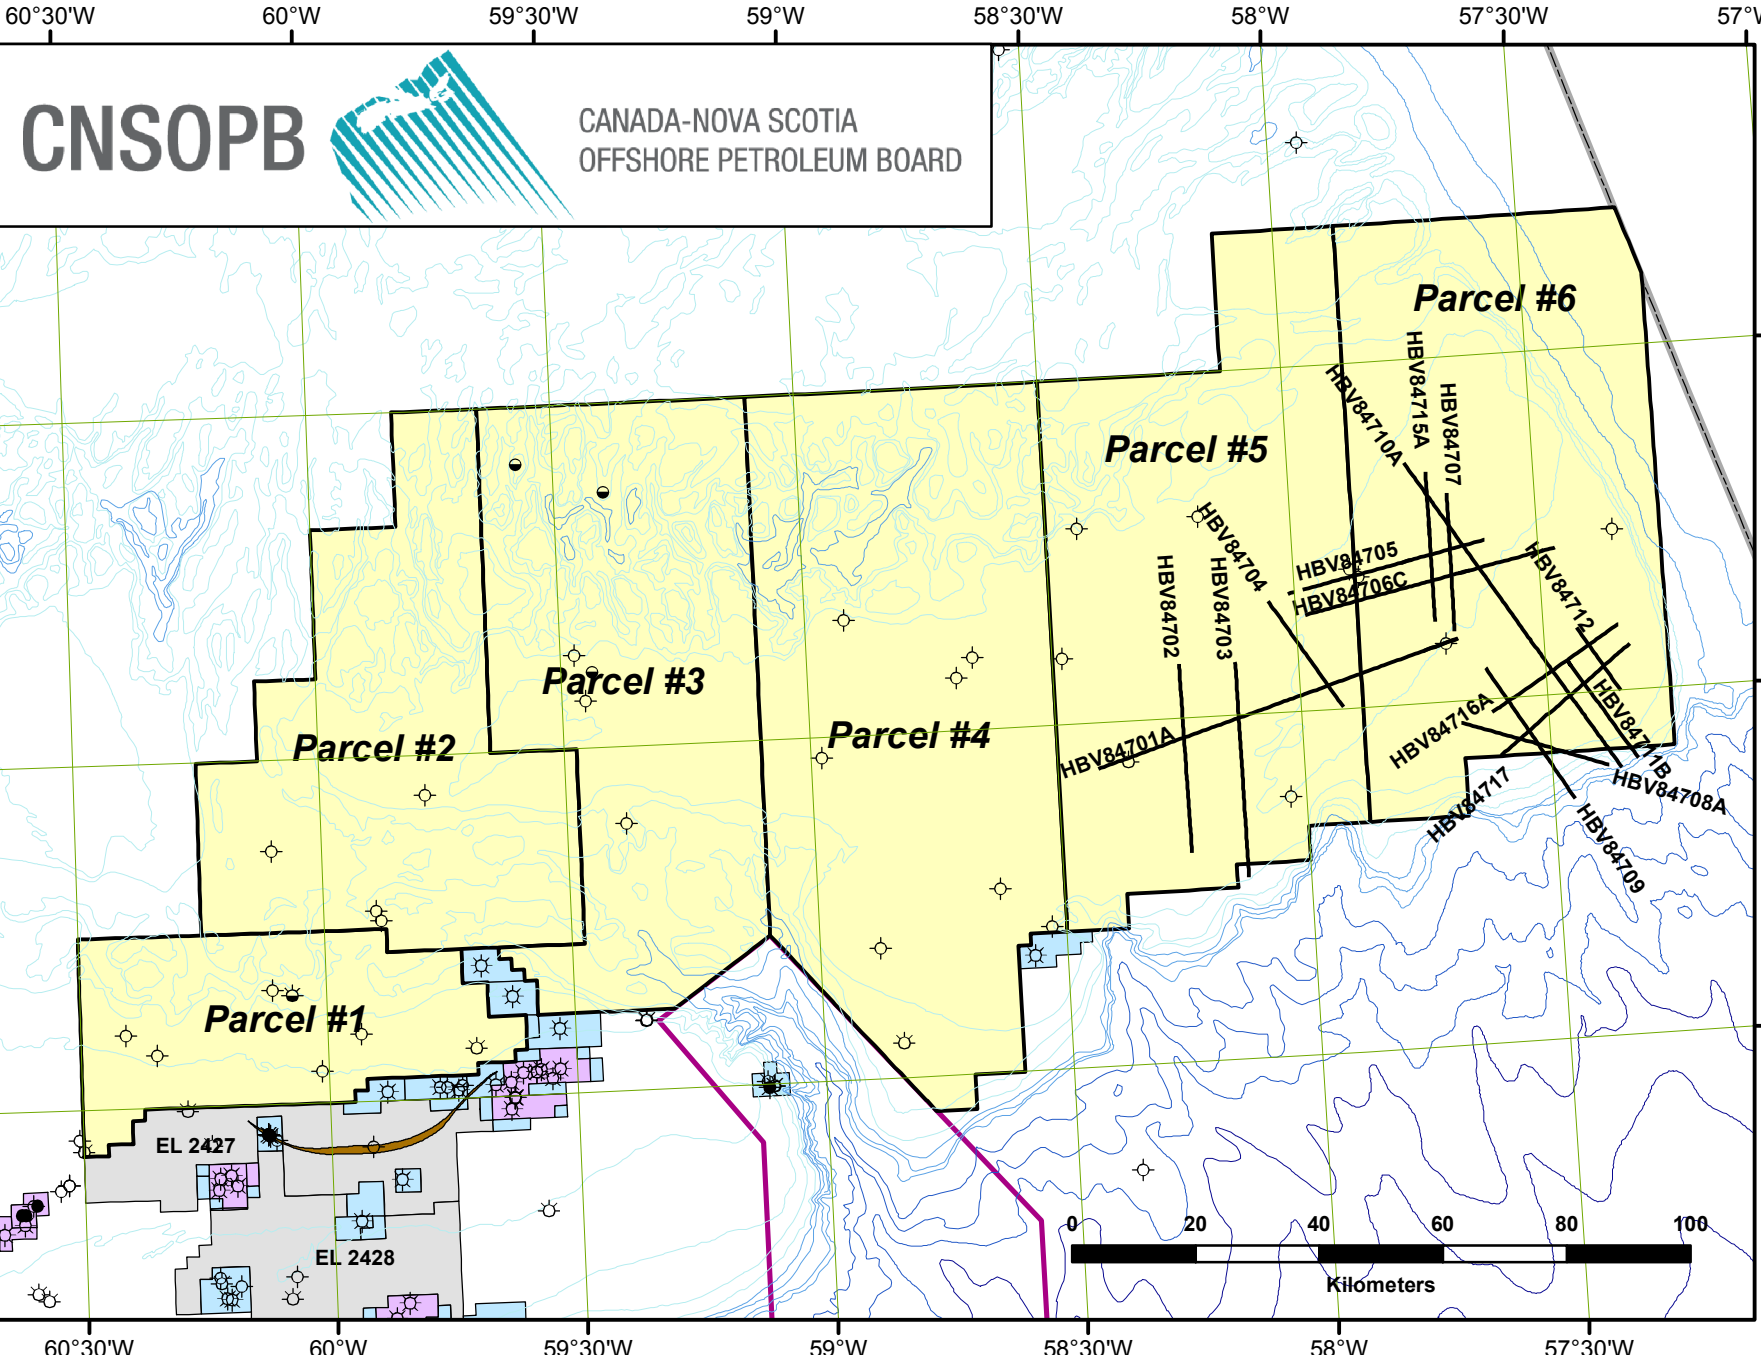 60°30'W 60°W 59°30'W 59°W 58°30'W 58°W 57°30'W 57°W
CNSOPB
CANADA-NOVA SCOTIA
OFFSHORE PETROLEUM BOARD
Parcel #6
HBV84715A
HBV84710A
HBV84707
Parcel #5
HBV84704
HBV84705
HBV84706C
HBV84712
HBV84702
HBV84703
Parcel #3
Parcel #2
Parcel #4
HBV84701A
HBV84716A
HBV84711B
HBV84708A
HBV84717
HBV84709
Parcel #1
EL 2427
EL 2428
0 20 40 60 80 100
Kilometers
60°30'W 60°W 59°30'W 59°W 58°30'W 58°W 57°30'W